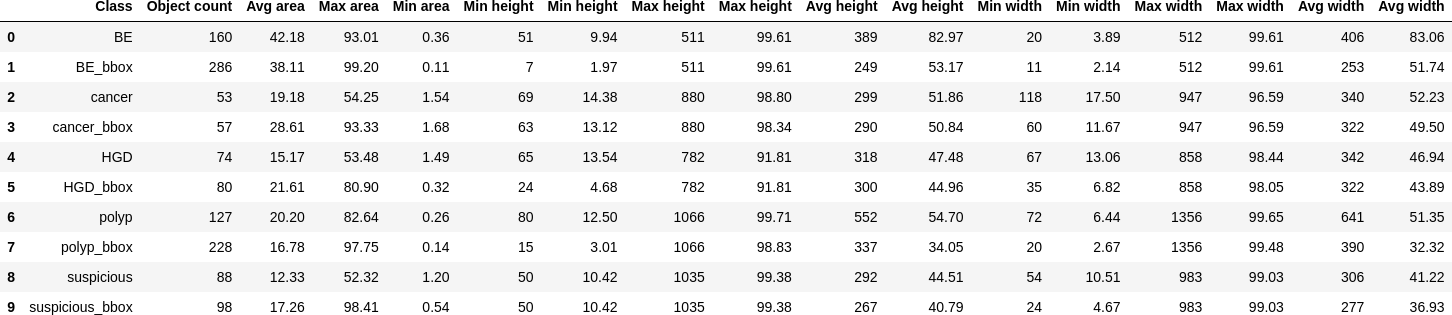 Class Object count Avg area Max area Min area Min height Min height Max height Max height Avg height Avg height Min width Min width Max width Max width Avg width Avg width
0 BE 160 42.18 93.01 0.36 51 9.94 511 99.61 389 82.97 20 3.89 512 99.61 406 83.06
1 BE_bbox 286 38.11 99.20 0.11 7 1.97 511 99.61 249 53.17 11 2.14 512 99.61 253 51.74
2 cancer 53 19.18 54.25 1.54 69 14.38 880 98.80 299 51.86 118 17.50 947 96.59 340 52.23
3 cancer_bbox 57 28.61 93.33 1.68 63 13.12 880 98.34 290 50.84 60 11.67 947 96.59 322 49.50
4 HGD 74 15.17 53.48 1.49 65 13.54 782 91.81 318 47.48 67 13.06 858 98.44 342 46.94
5 HGD_bbox 80 21.61 80.90 0.32 24 4.68 782 91.81 300 44.96 35 6.82 858 98.05 322 43.89
6 polyp 127 20.20 82.64 0.26 80 12.50 1066 99.71 552 54.70 72 6.44 1356 99.65 641 51.35
7 polyp_bbox 228 16.78 97.75 0.14 15 3.01 1066 98.83 337 34.05 20 2.67 1356 99.48 390 32.32
8 suspicious 88 12.33 52.32 1.20 50 10.42 1035 99.38 292 44.51 54 10.51 983 99.03 306 41.22
9 suspicious_bbox 98 17.26 98.41 0.54 50 10.42 1035 99.38 267 40.79 24 4.67 983 99.03 277 36.93